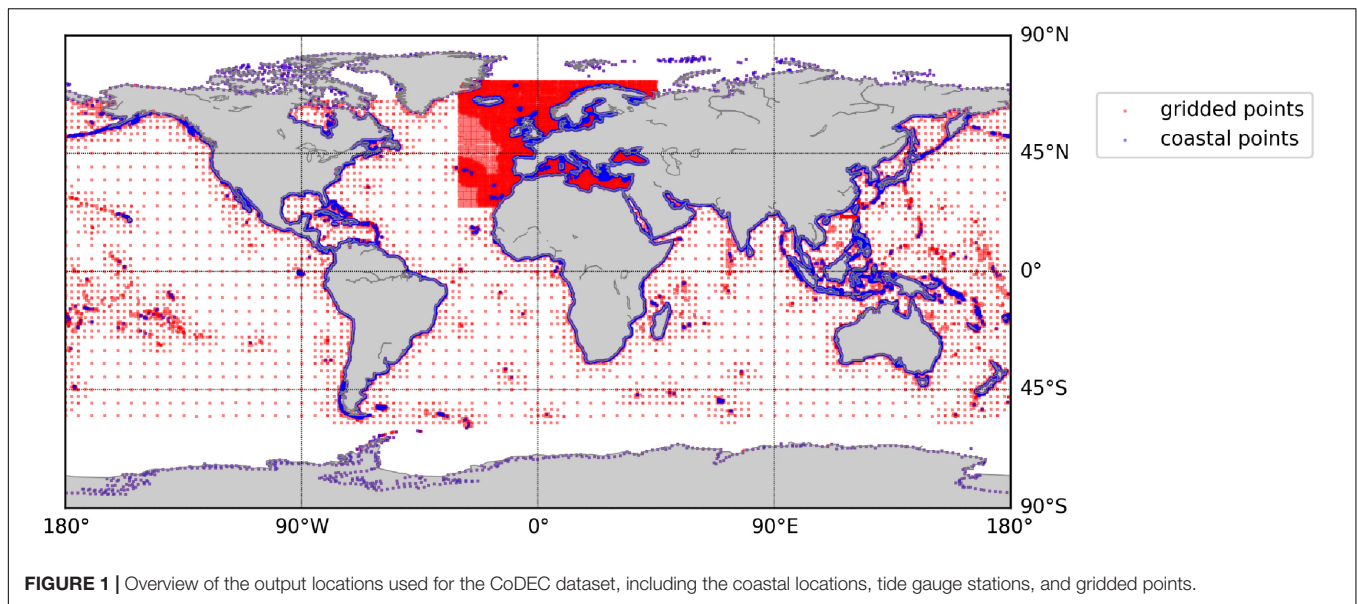 90°N
gridded points
coastal points
45°N
0°
45°S
90°S
180°
90°W
0°
90°E
180°
FIGURE 1 | Overview of the output locations used for the CoDEC dataset, including the coastal locations, tide gauge stations, and gridded points.